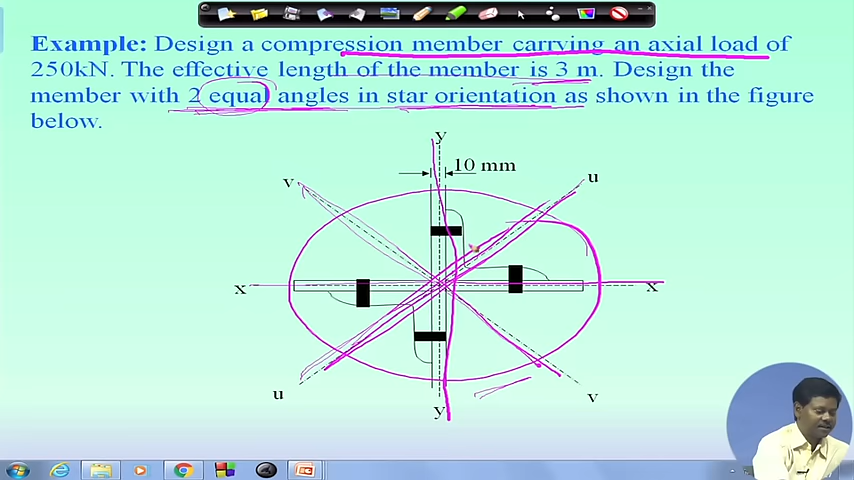 Example: Design a compression member carrying an axial load of
250kN. The effective length of the member is 3 m. Design the
member with 2 equal angles in star orientation as shown in the figure
below.
y
10 mm
v
u
x
x
u
y
v